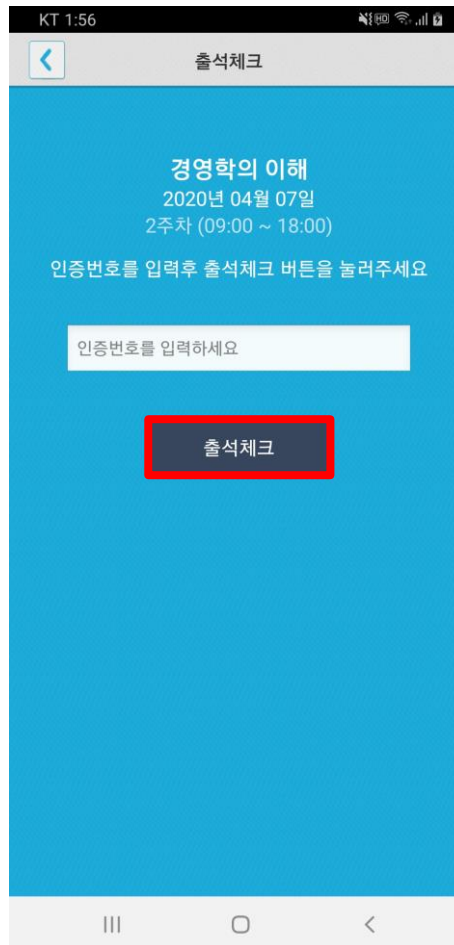 KT 1:56
출석체크
경영학의 이해
2020년 04월 07일
2주차 (09:00 ~ 18:00)
인증번호를 입력후 출석체크 버튼을 눌러주세요
인증번호를 입력하세요
출석체크